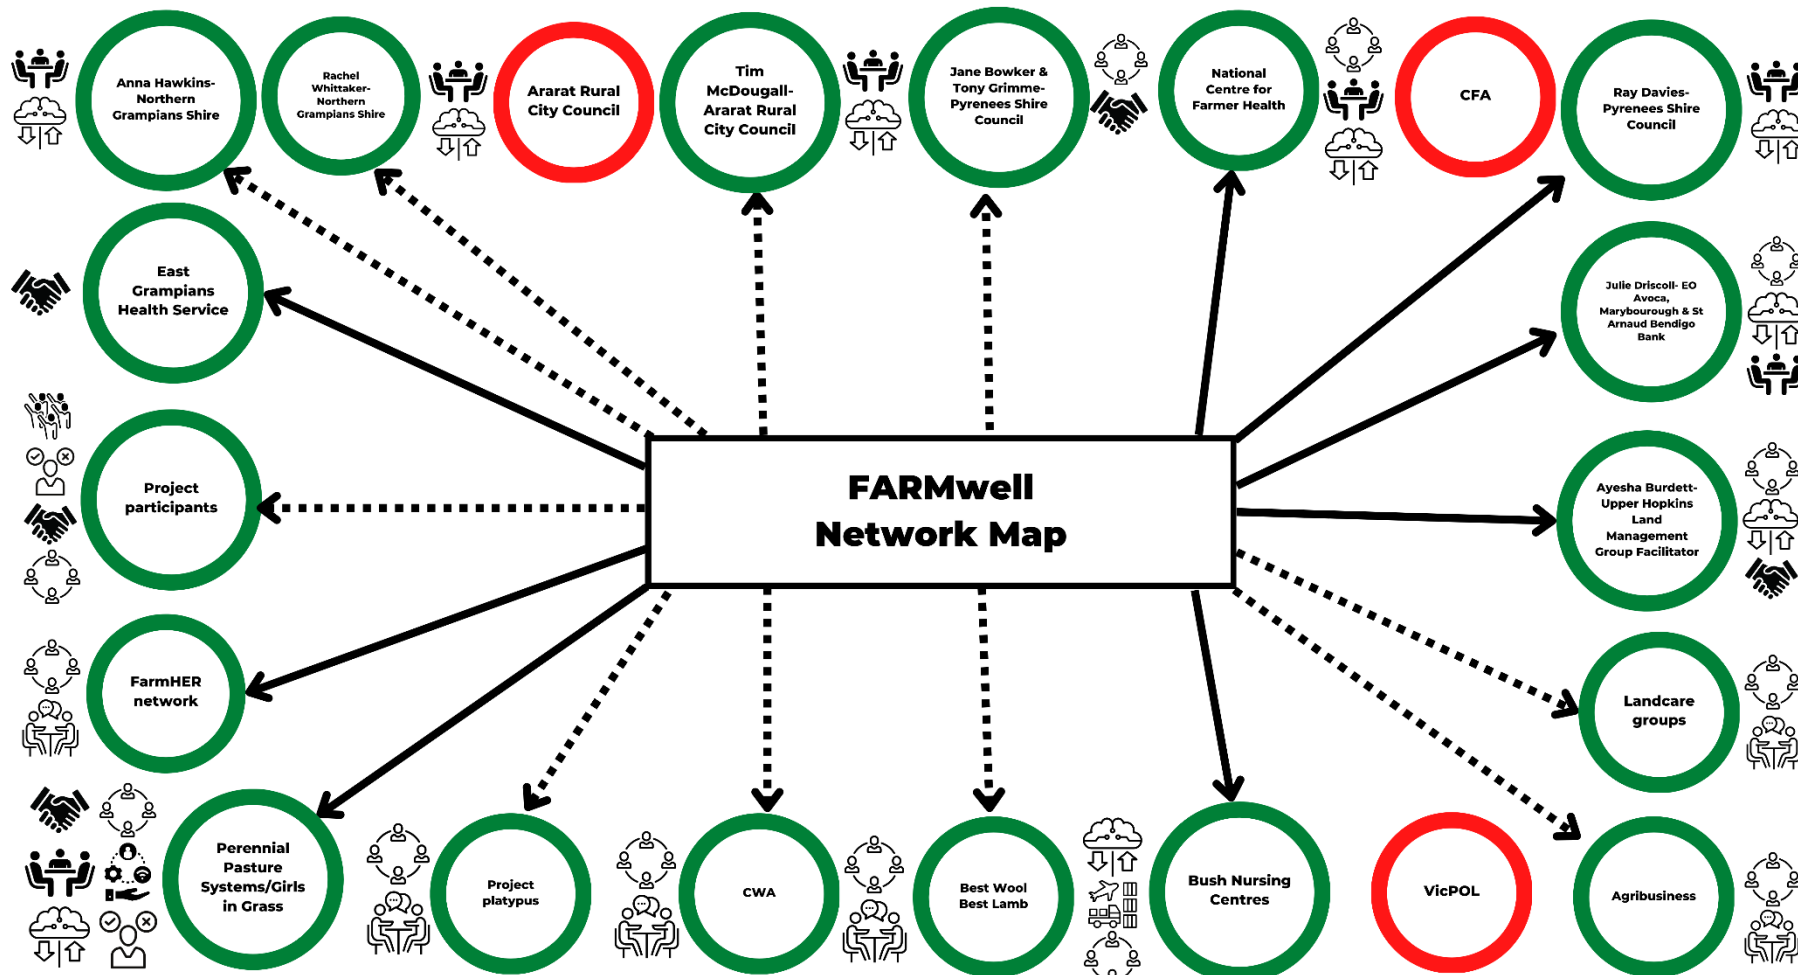 Anna Hawkins-
Northern
Grampians Shire
Rachel
Whittaker-
Northern
Grampians Shire
Ararat Rural
City Council
Tim
McDougall-
Ararat Rural
City Council
Jane Bowker &
Tony Grimme-
Pyrenees Shire
Council
National
Centre for
Farmer Health
CFA
Ray Davies-
Pyrenees Shire
Council
East
Grampians
Health Service
Julie Driscoll- EO
Avoca,
Marybourough & St
Arnaud Bendigo
Bank
Project
participants
FARMwell
Network Map
Ayesha Burdett-
Upper Hopkins
Land
Management
Group Facilitator
FarmHER
network
Landcare
groups
Perennial
Pasture
Systems/Girls
in Grass
Project
platypus
CWA
Best Wool
Best Lamb
Bush Nursing
Centres
VicPOL
Agribusiness